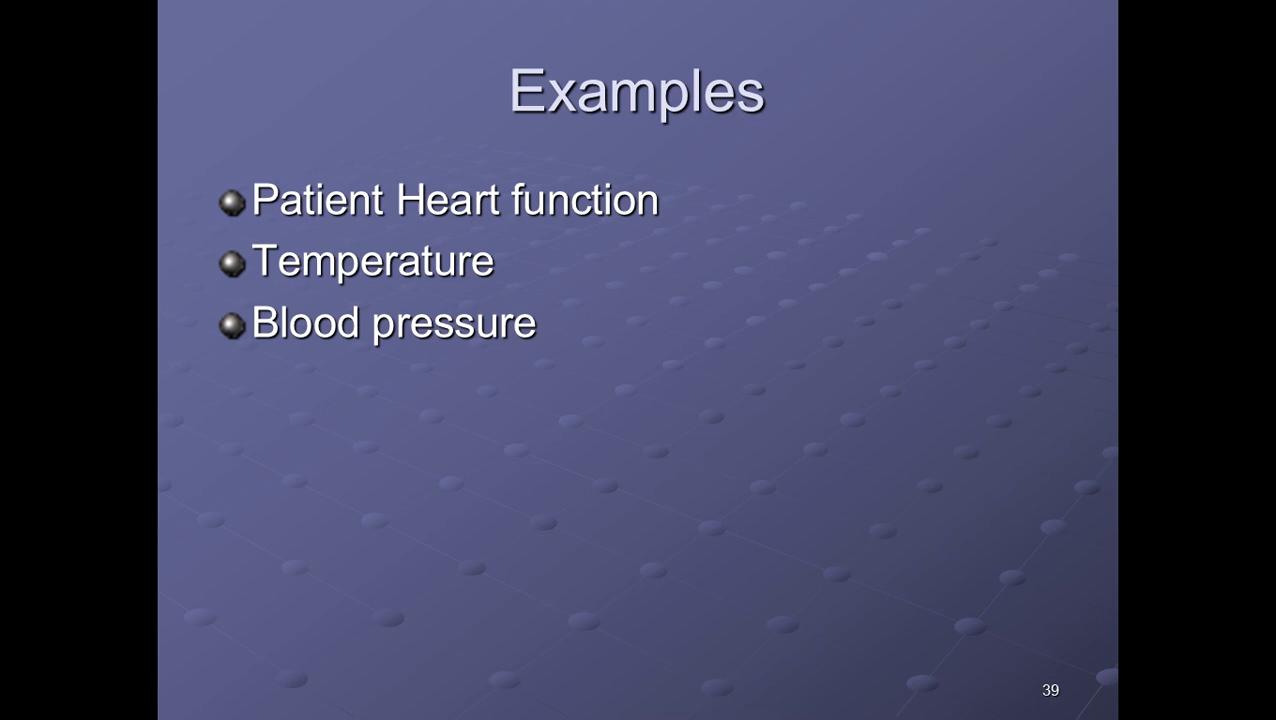 Examples
Patient Heart function
Temperature
Blood pressure
39